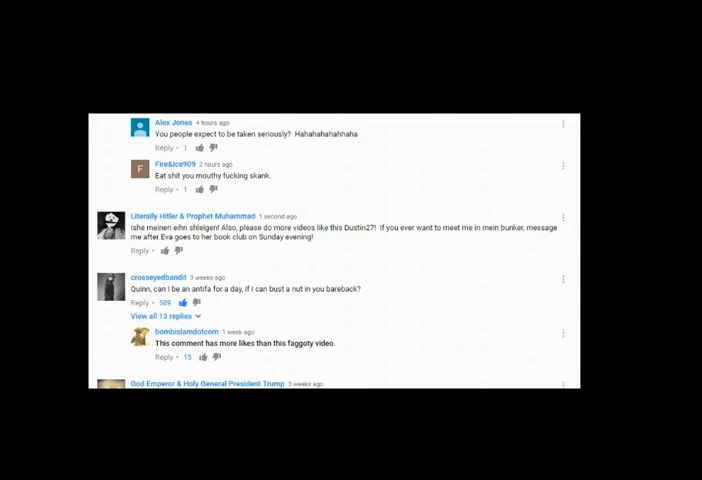 Alex Jones 4 hours ago
You people expect to be taken seriously? Hahahahahahhaha
Reply • 1
F
Fire&Ice909 2 hours ago
Eat shit you mouthy fucking skank.
Reply • 1
Literally Hitler & Prophet Muhammad 1 second ago
Ishe meinen eihn shleigen! Also, please do more videos like this Dustin27! If you ever want to meet me in mein bunker, message
me after Eva goes to her book club on Sunday evening!
Reply •
crosseyedbandit 3 weeks ago
Quinn, can I be an antifa for a day, if I can bust a nut in you bareback?
Reply • 589
View all 13 replies
bombislamdotcom 1 week ago
This comment has more likes than this faggoty video.
Reply • 15
God Emperor & Holy General President Trump 3 weeks ago